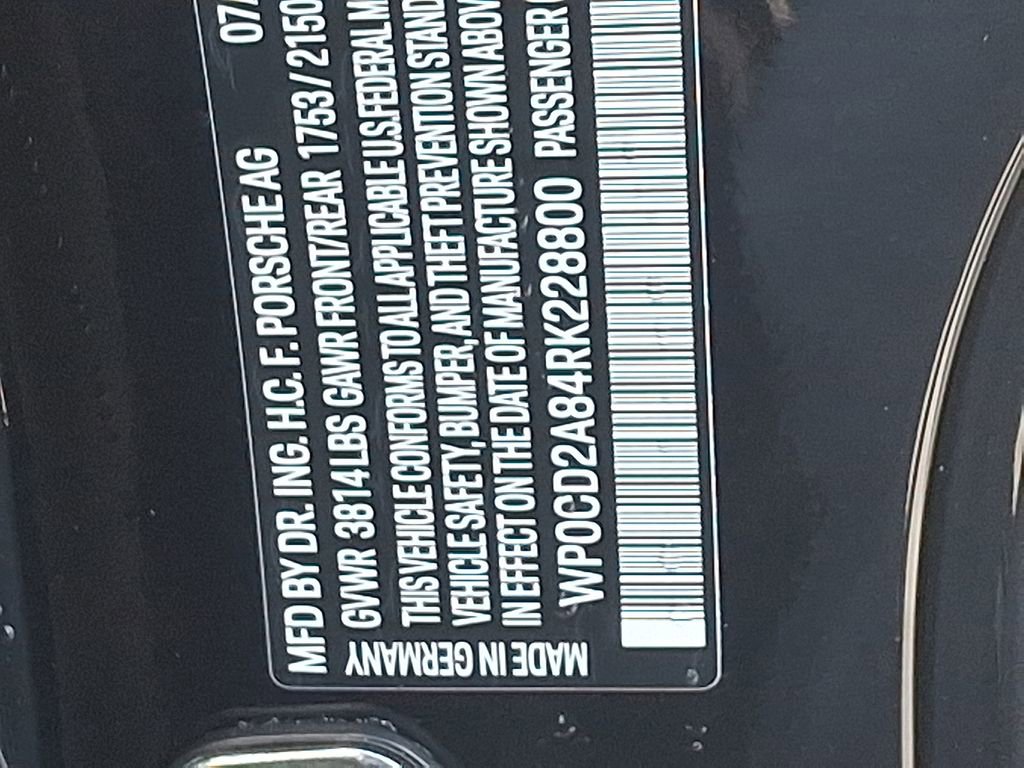 MFD BY DR. ING. H.C. F. PORSCHE AG 07/
GVWR 3814 LBS GAWR FRONT/REAR 1753 / 2150
THIS VEHICLE CONFORMS TO ALL APPLICABLE U.S. FEDERAL M
VEHICLE SAFETY, BUMPER, AND THEFT PREVENTION STAND
IN EFFECT ON THE DATE OF MANUFACTURE SHOWN ABOV
WP0CD2A84RK228800 PASSENGER
MADE IN GERMANY